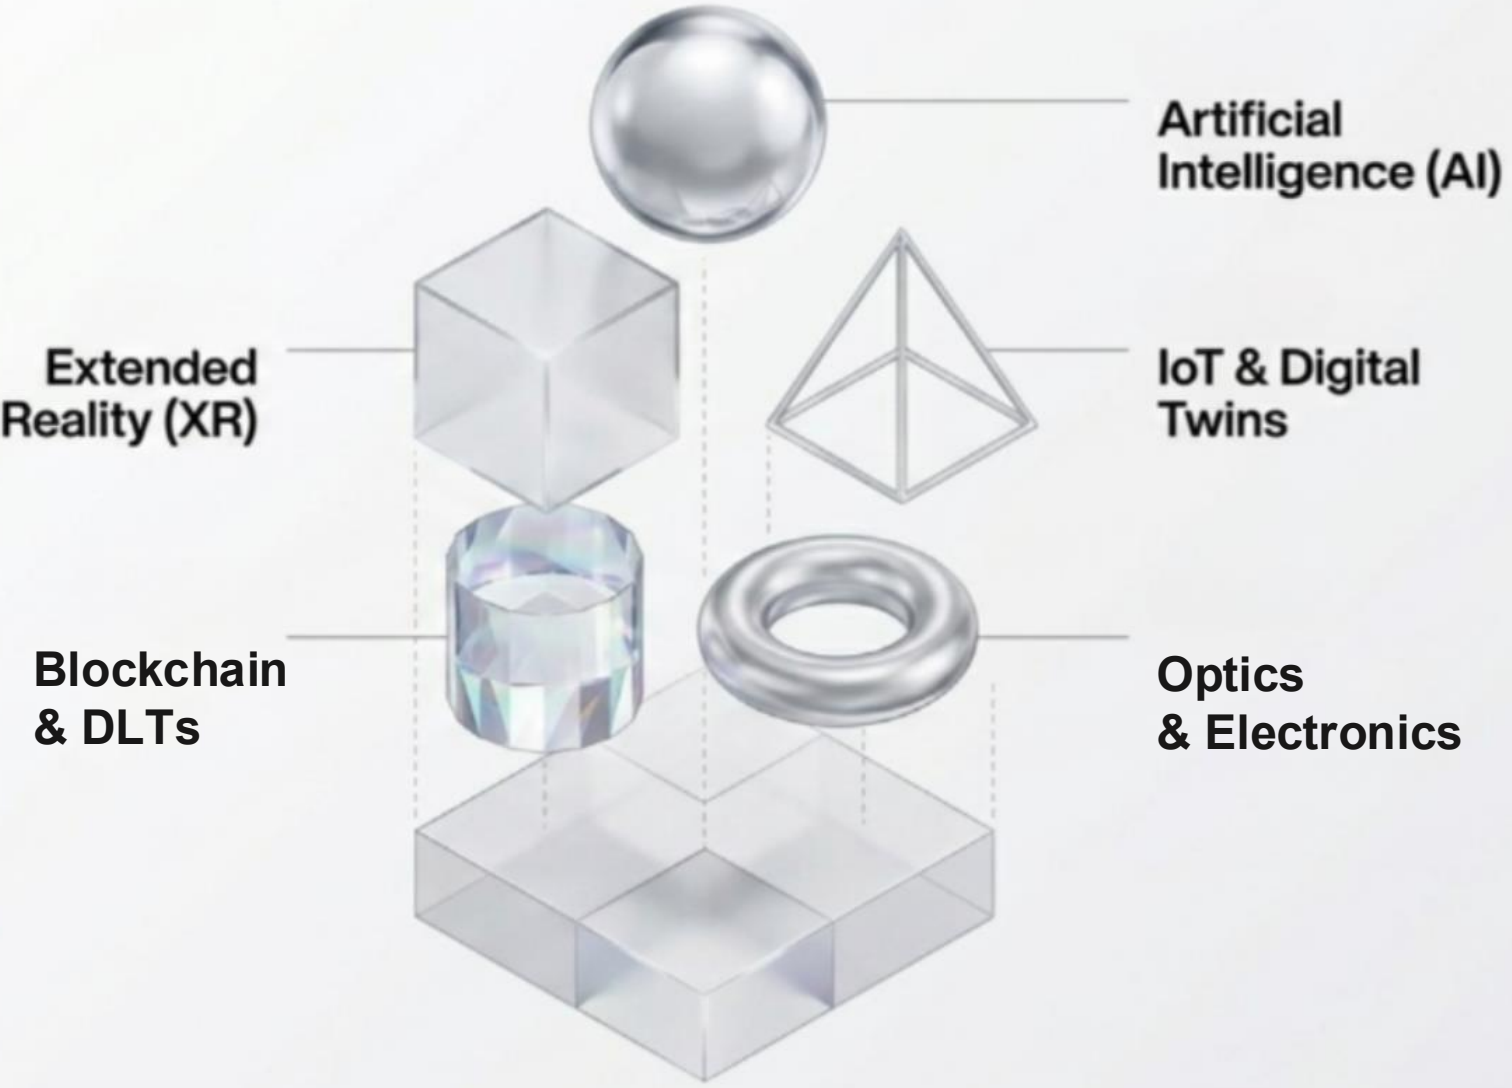 Artificial
Intelligence (AI)
Extended
Reality (XR)
IoT & Digital
Twins
Blockchain
& DLTs
Optics
& Electronics